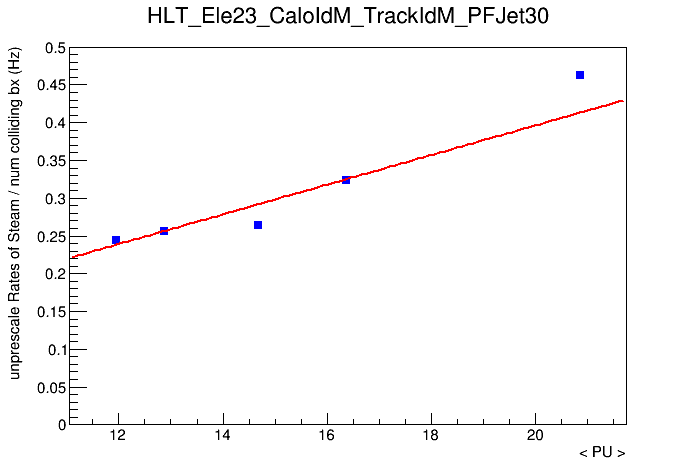 HLT_Ele23_CaloIdM_TrackIdM_PFJet30
unprescale Rates of Steam / num colliding bx (Hz)
0.5
0.45
0.4
0.35
0.3
0.25
0.2
0.15
0.1
0.05
0
12 14 16 18 20
< PU >